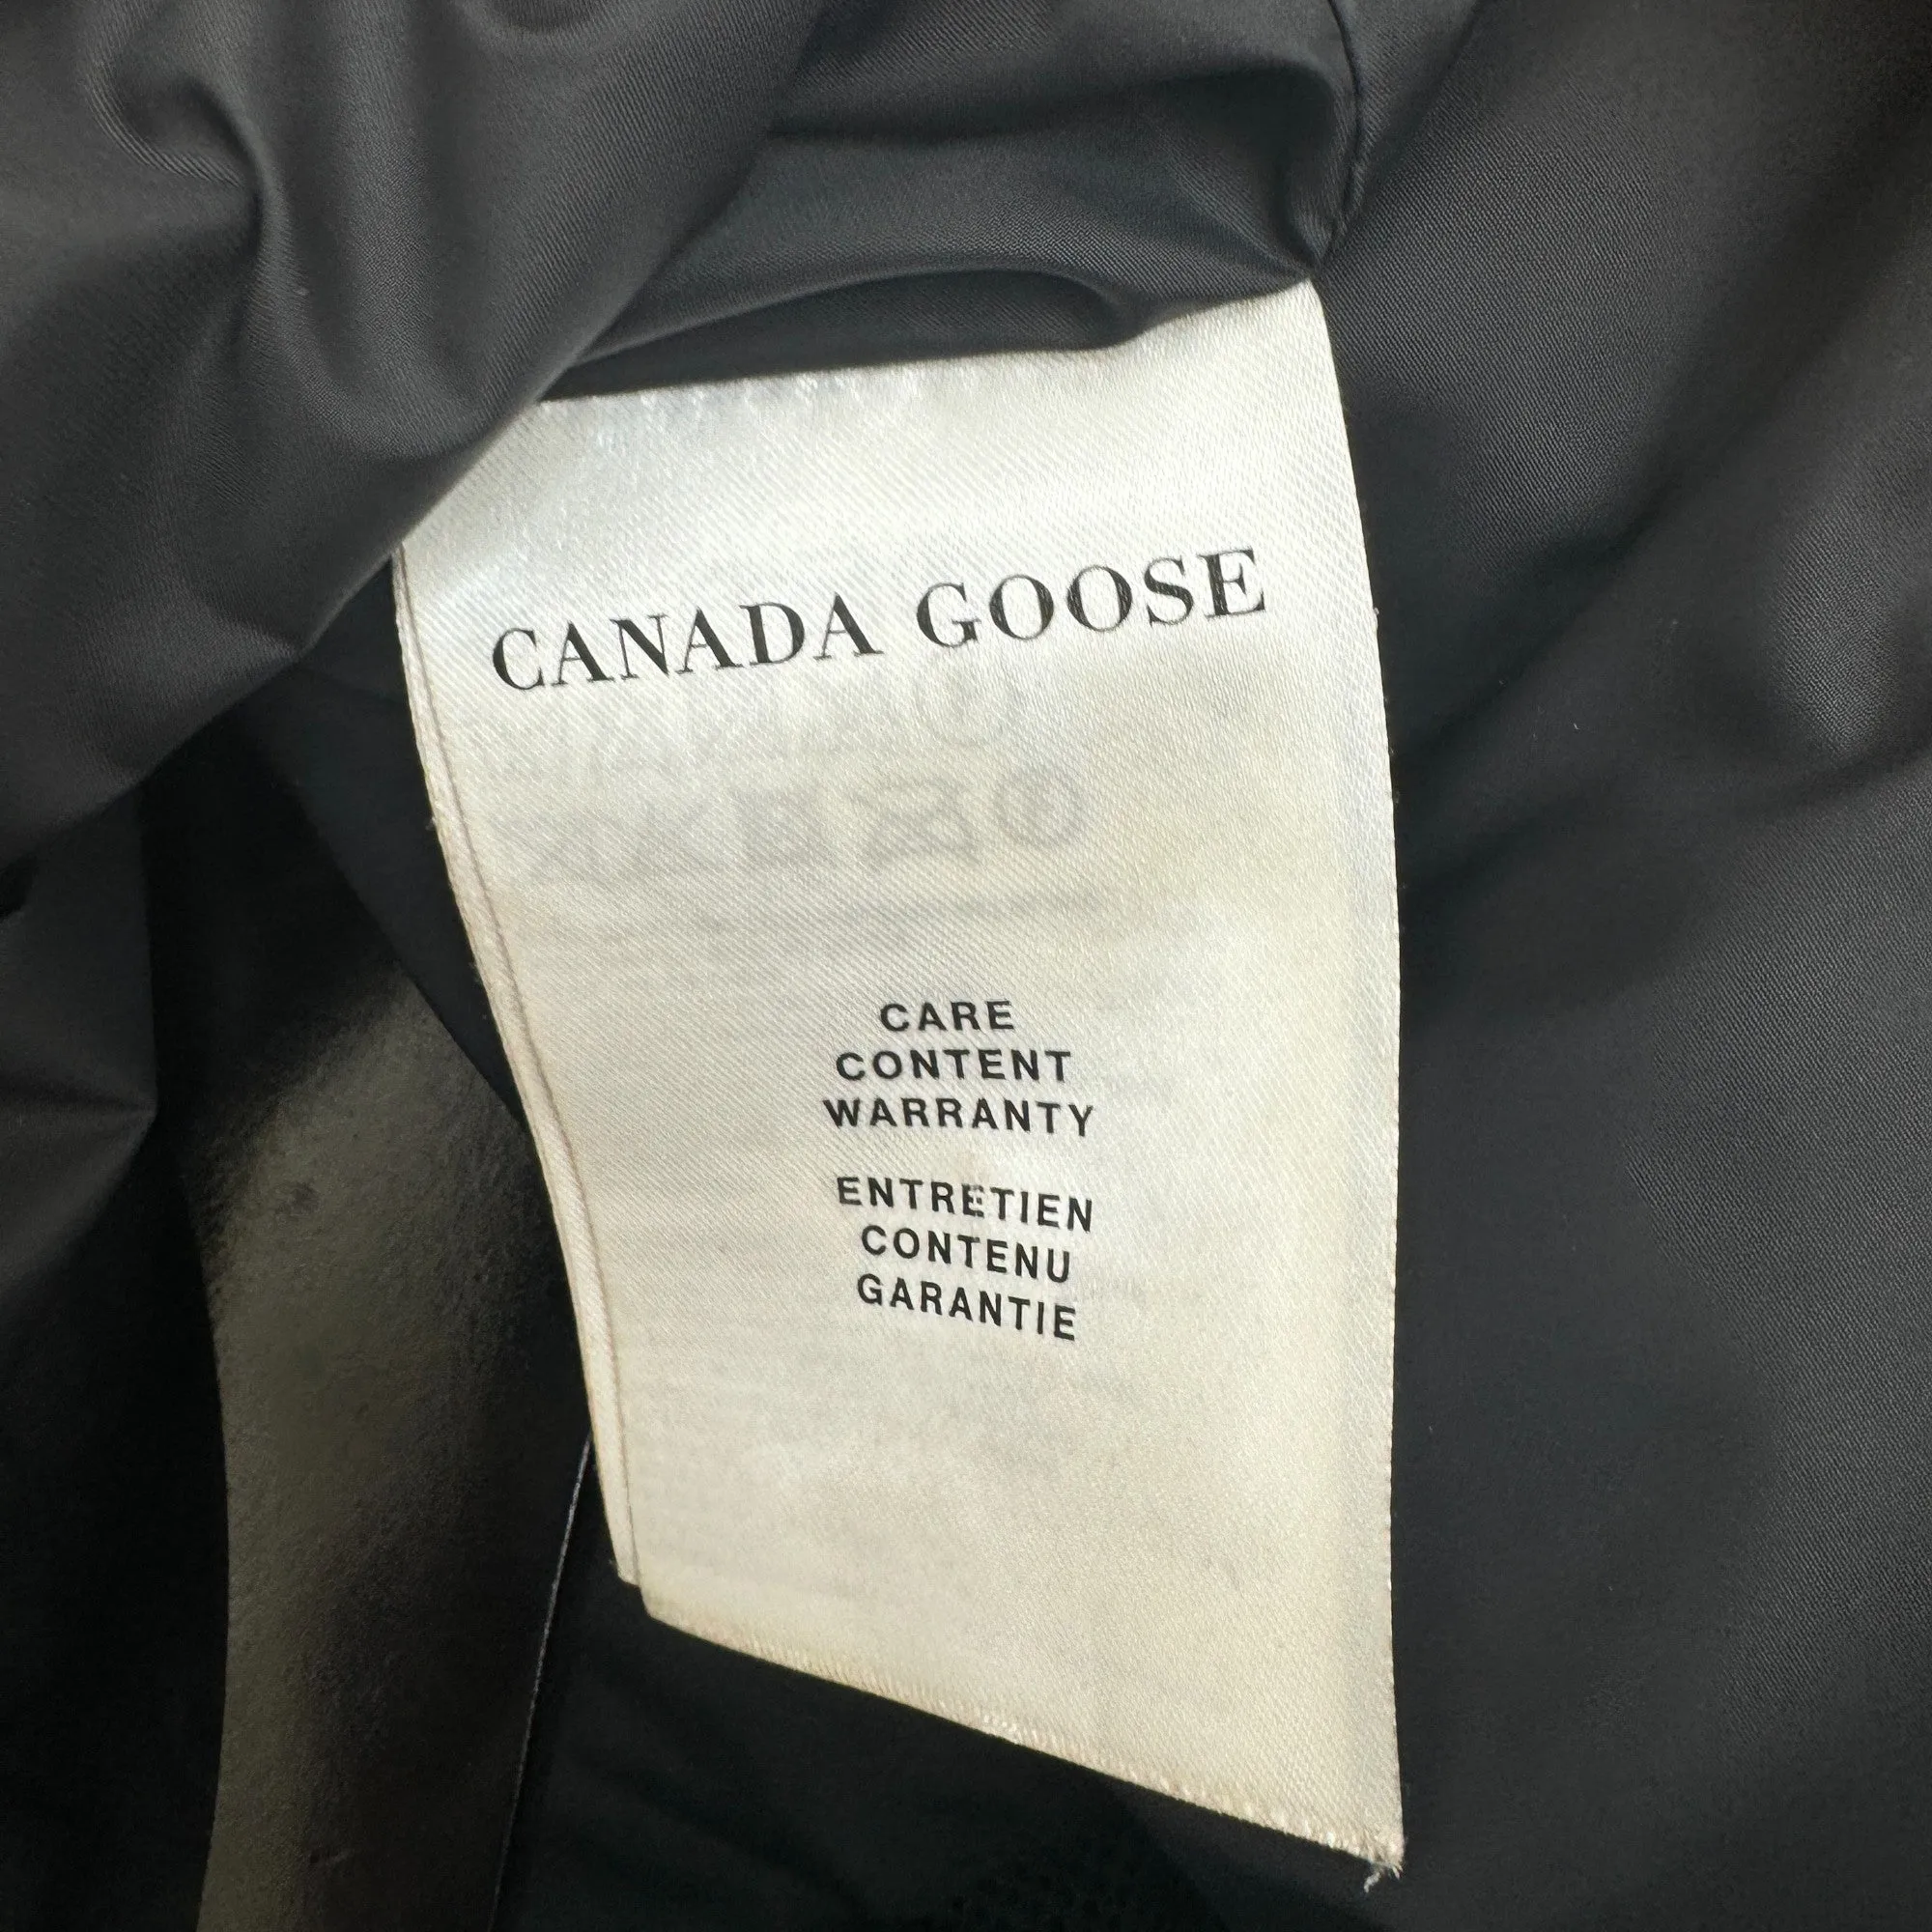 CANADA GOOSE
CARE
CONTENT
WARRANTY
ENTRETIEN
CONTENU
GARANTIE